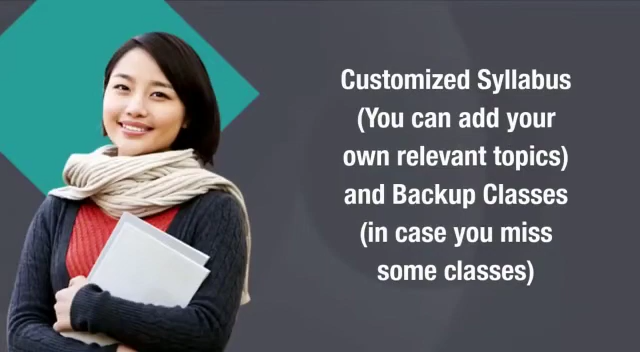 Customized Syllabus
(You can add your
own relevant topics)
and Backup Classes
(in case you miss
some classes)